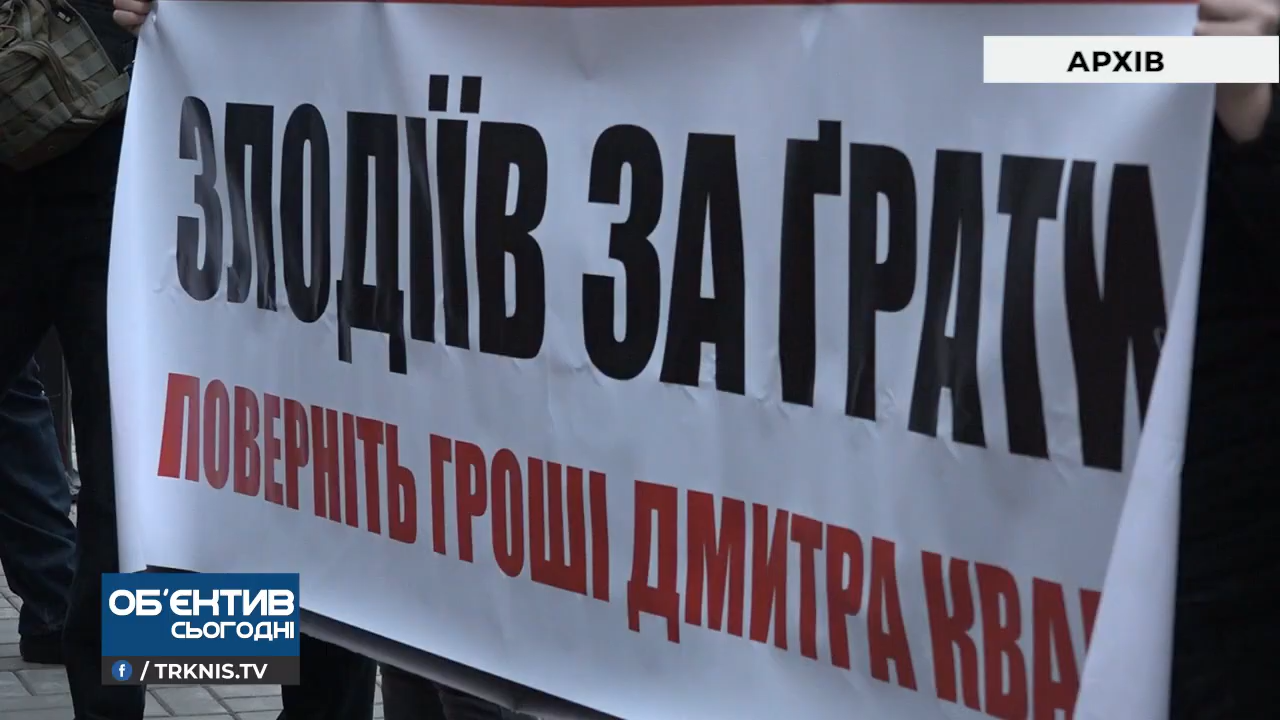 АРХІВ
ЗЛОДІЇВ ЗА ҐРАТИ
ПОВЕРНІТЬ ГРОШІ ДМИТРА
ОБ'ЄКТИВ
СЬОГОДНІ
/ TRKNIS.TV